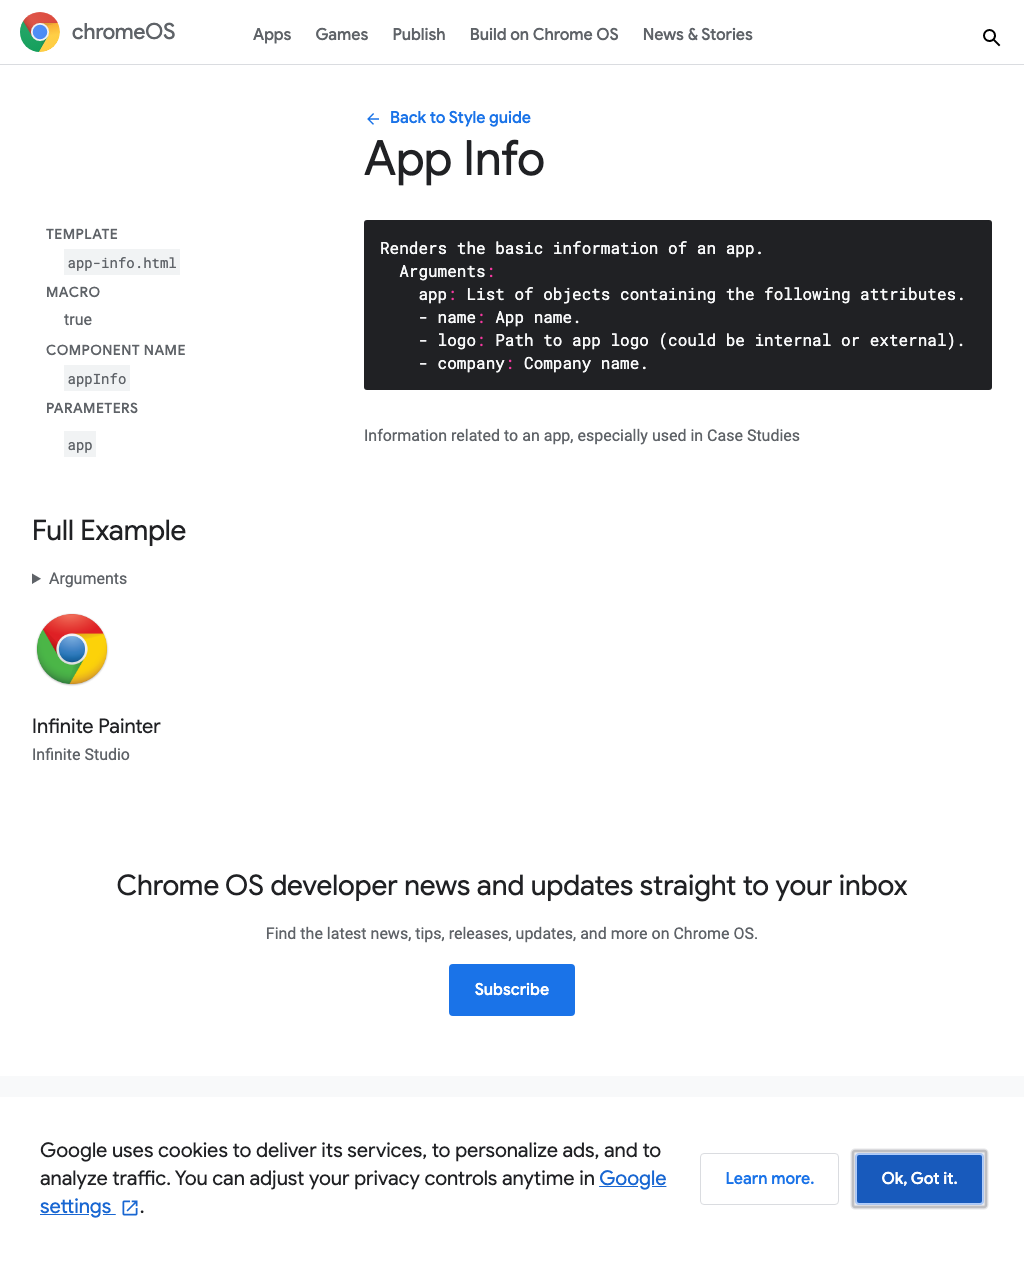 chromeOS
Apps
Games
Publish
Build on Chrome OS
News & Stories
Back to Style guide
App Info
TEMPLATE
app-info.html
MACRO
true
COMPONENT NAME
appInfo
PARAMETERS
app
Renders the basic information of an app.
Arguments:
app: List of objects containing the following attributes.
- name: App name.
- logo: Path to app logo (could be internal or external).
- company: Company name.
Information related to an app, especially used in Case Studies
Full Example
Arguments
Infinite Painter
Infinite Studio
Chrome OS developer news and updates straight to your inbox
Find the latest news, tips, releases, updates, and more on Chrome OS.
Subscribe
Google uses cookies to deliver its services, to personalize ads, and to
analyze traffic. You can adjust your privacy controls anytime in Google
settings .
Learn more.
Ok, Got it.